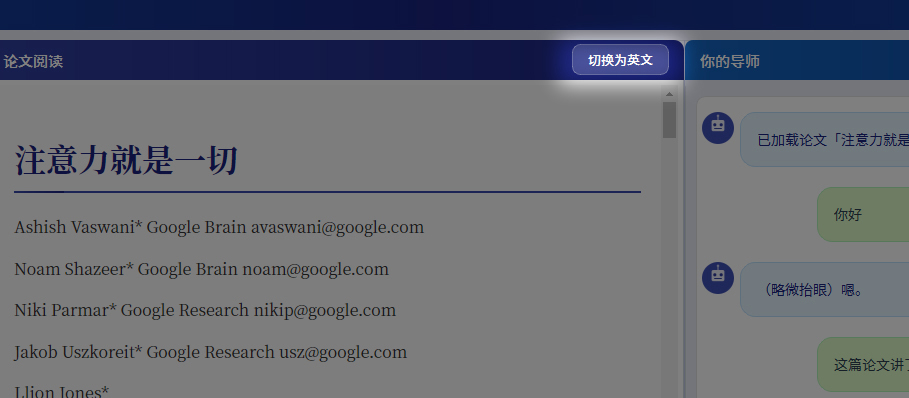 论文阅读
切换为英文
注意力就是一切
Ashish Vaswani* Google Brain avaswani@google.com
Noam Shazeer* Google Brain noam@google.com
Niki Parmar* Google Research nikip@google.com
Jakob Uszkoreit* Google Research usz@google.com
Llion Jones*
你的导师
已加载论文「注意力就是
你好
（略微抬眼）嗯。
这篇论文讲了